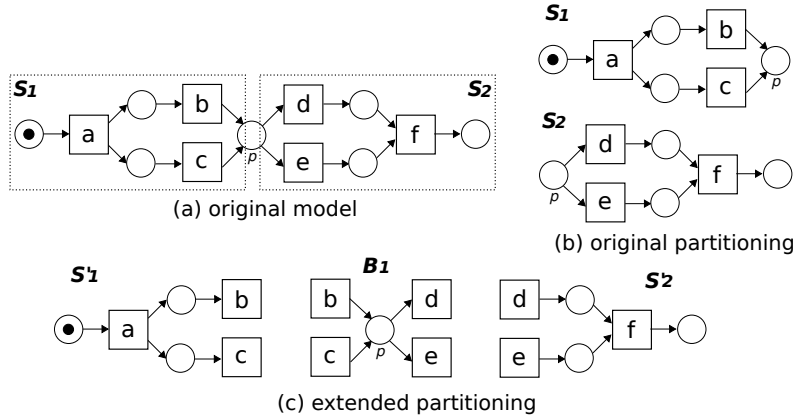 S1
S2
a
b
c
p
d
e
f
(a) original model
S1
a
b
c
p
S2
p
d
e
f
(b) original partitioning
S'1
a
b
c
B1
b
c
p
d
e
S'2
d
e
f
(c) extended partitioning